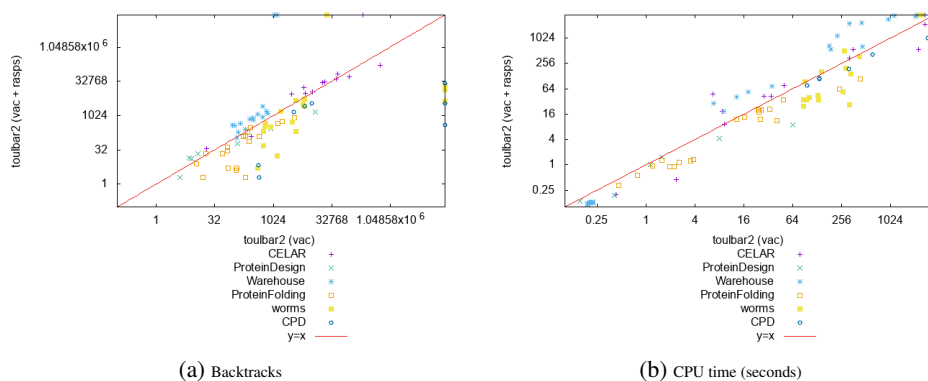 toulbar2 (vac + rasps)
1.04858x10^6
32768
1024
32
1
1 32 1024 32768 1.04858x10^6
toulbar2 (vac)
CELAR
ProteinDesign
Warehouse
ProteinFolding
worms
CPD
y=x
(a) Backtracks
toulbar2 (vac + rasps)
1024
256
64
16
4
1
0.25
0.25 1 4 16 64 256 1024
toulbar2 (vac)
CELAR
ProteinDesign
Warehouse
ProteinFolding
worms
CPD
y=x
(b) CPU time (seconds)